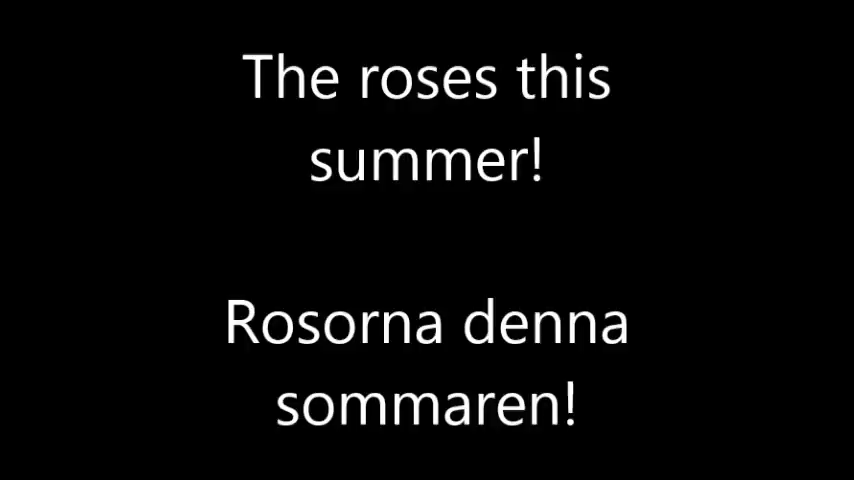 The roses this
summer!
Rosorna denna
sommaren!